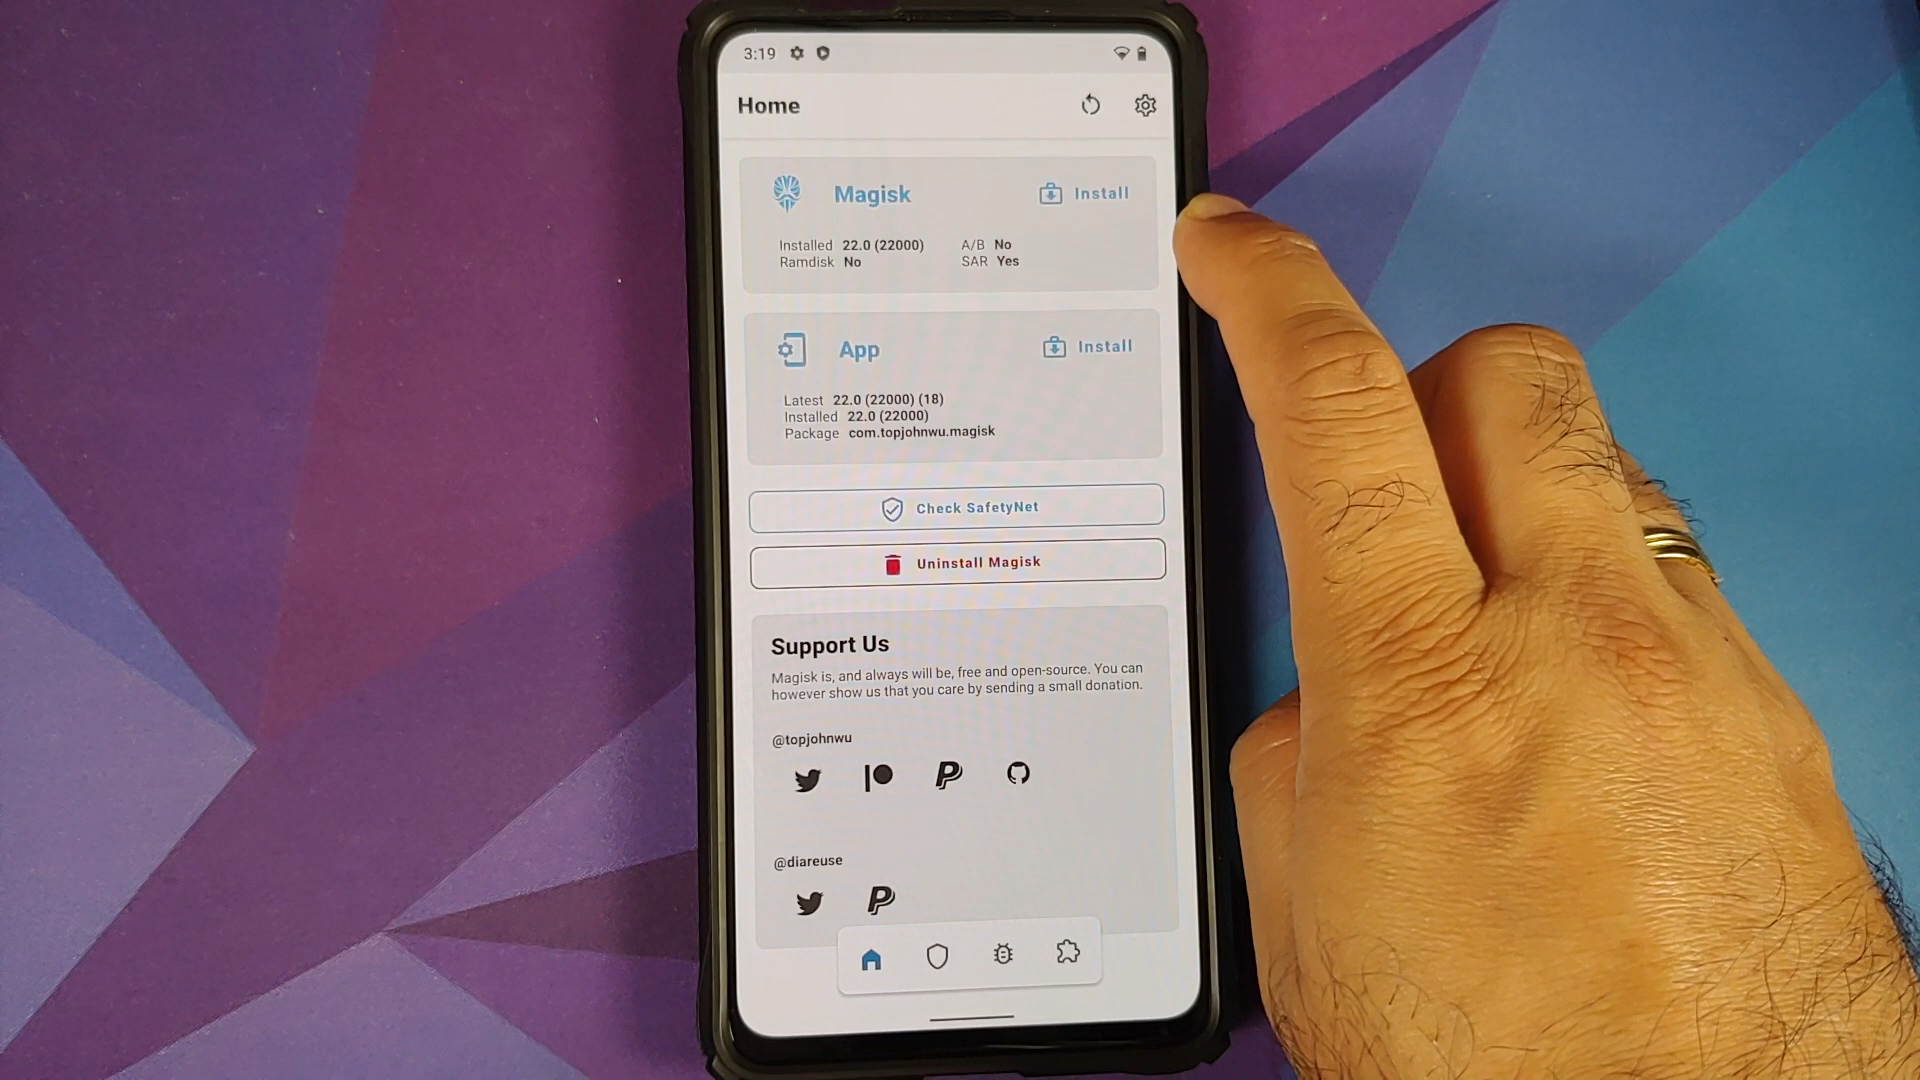 3:19
Home
Magisk
Install
Installed 22.0 (22000)
A/B No
Ramdisk No
SAR Yes
App
Install
Latest 22.0 (22000) (18)
Installed 22.0 (22000)
Package com.topjohnwu.magisk
Check SafetyNet
Uninstall Magisk
Support Us
Magisk is, and always will be, free and open-source. You can
however show us that you care by sending a small donation.
@topjohnwu
@diareuse